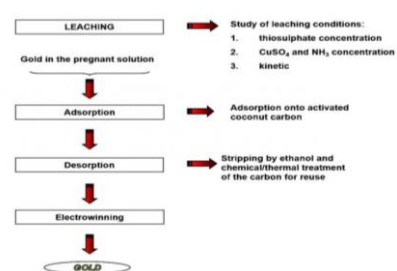 LEACHING
Study of leaching conditions:
1. thiosulphate concentration
2. CuSO₄ and NH₃ concentration
3. kinetic
Gold in the pregnant solution
Adsorption
Adsorption onto activated
coconut carbon
Desorption
Stripping by ethanol and
chemical/thermal treatment
of the carbon for reuse
Electrowinning
GOLD